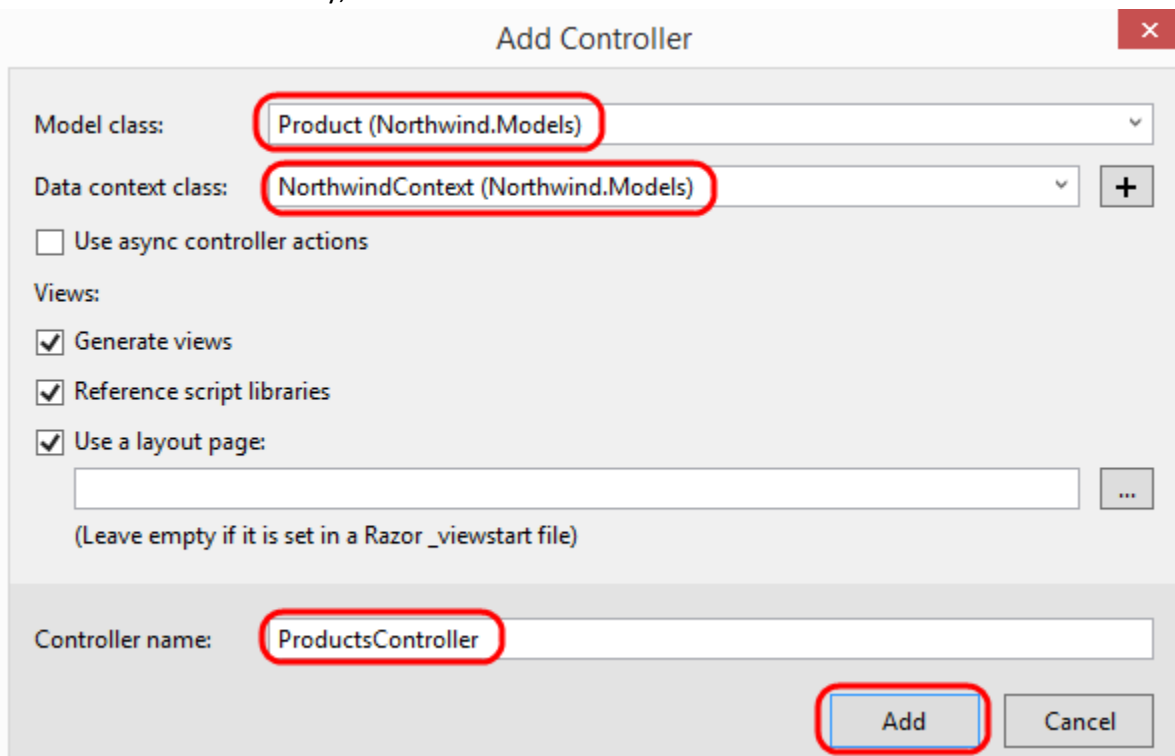 Add Controller
Model class: Product (Northwind.Models)
Data context class: NorthwindContext (Northwind.Models) +
Use async controller actions
Views:
Generate views
Reference script libraries
Use a layout page:
...
(Leave empty if it is set in a Razor _viewstart file)
Controller name: ProductsController
Add Cancel